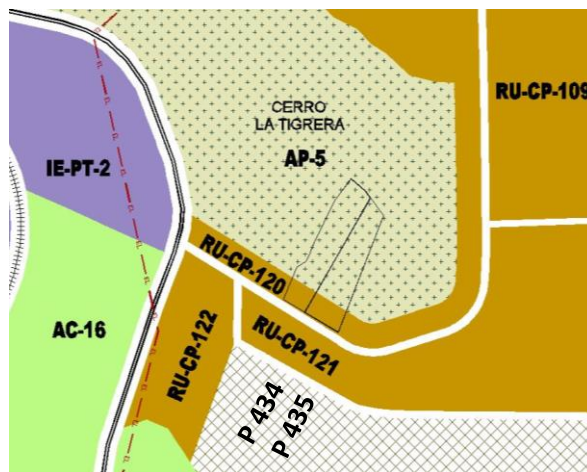 RU-CP-109
CERRO
LA TIGRERA
AP-5
IE-PT-2
RU-CP-120
AC-16
RU-CP-122
RU-CP-121
P 434
P 435